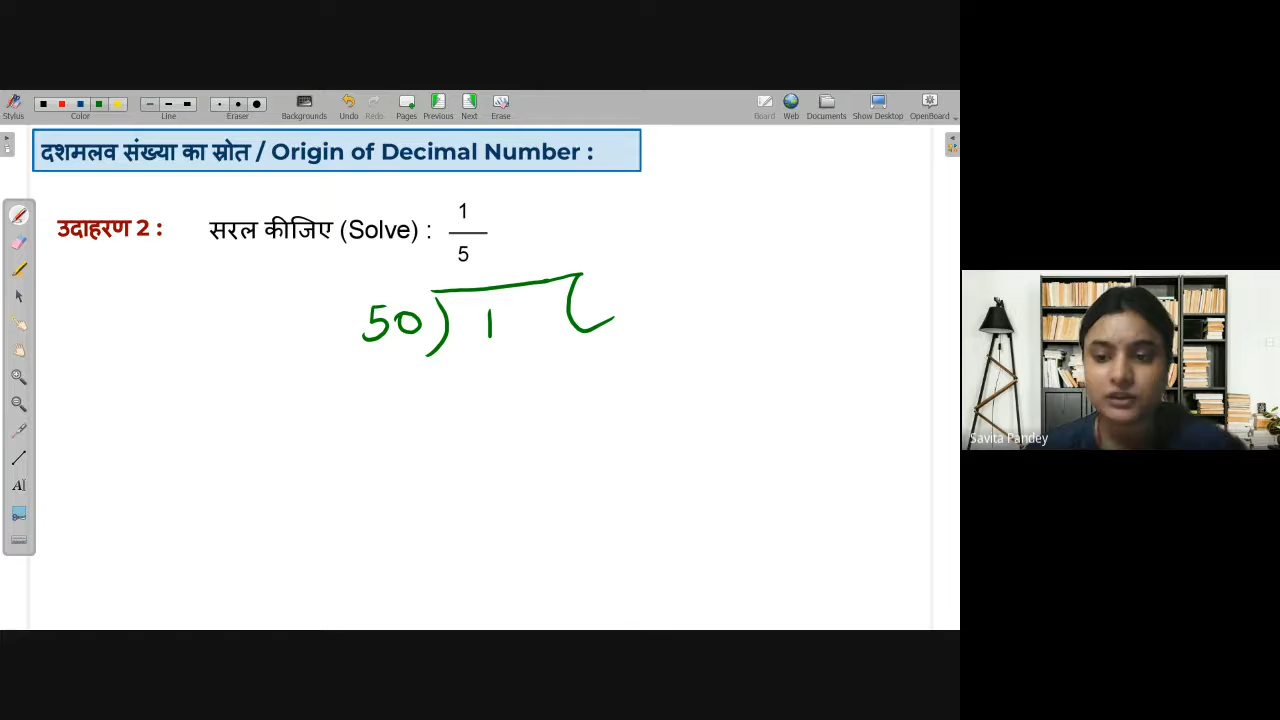 Stylus
Color
Line
Eraser
Backgrounds
Undo
Redo
Pages
Previous
Next
Erase
Board
Web
Documents
Show Desktop
OpenBoard
दशमलव संख्या का स्रोत / Origin of Decimal Number :
उदाहरण 2 :
सरल कीजिए (Solve) :
1
5
50 ) 1
Savita Pandey